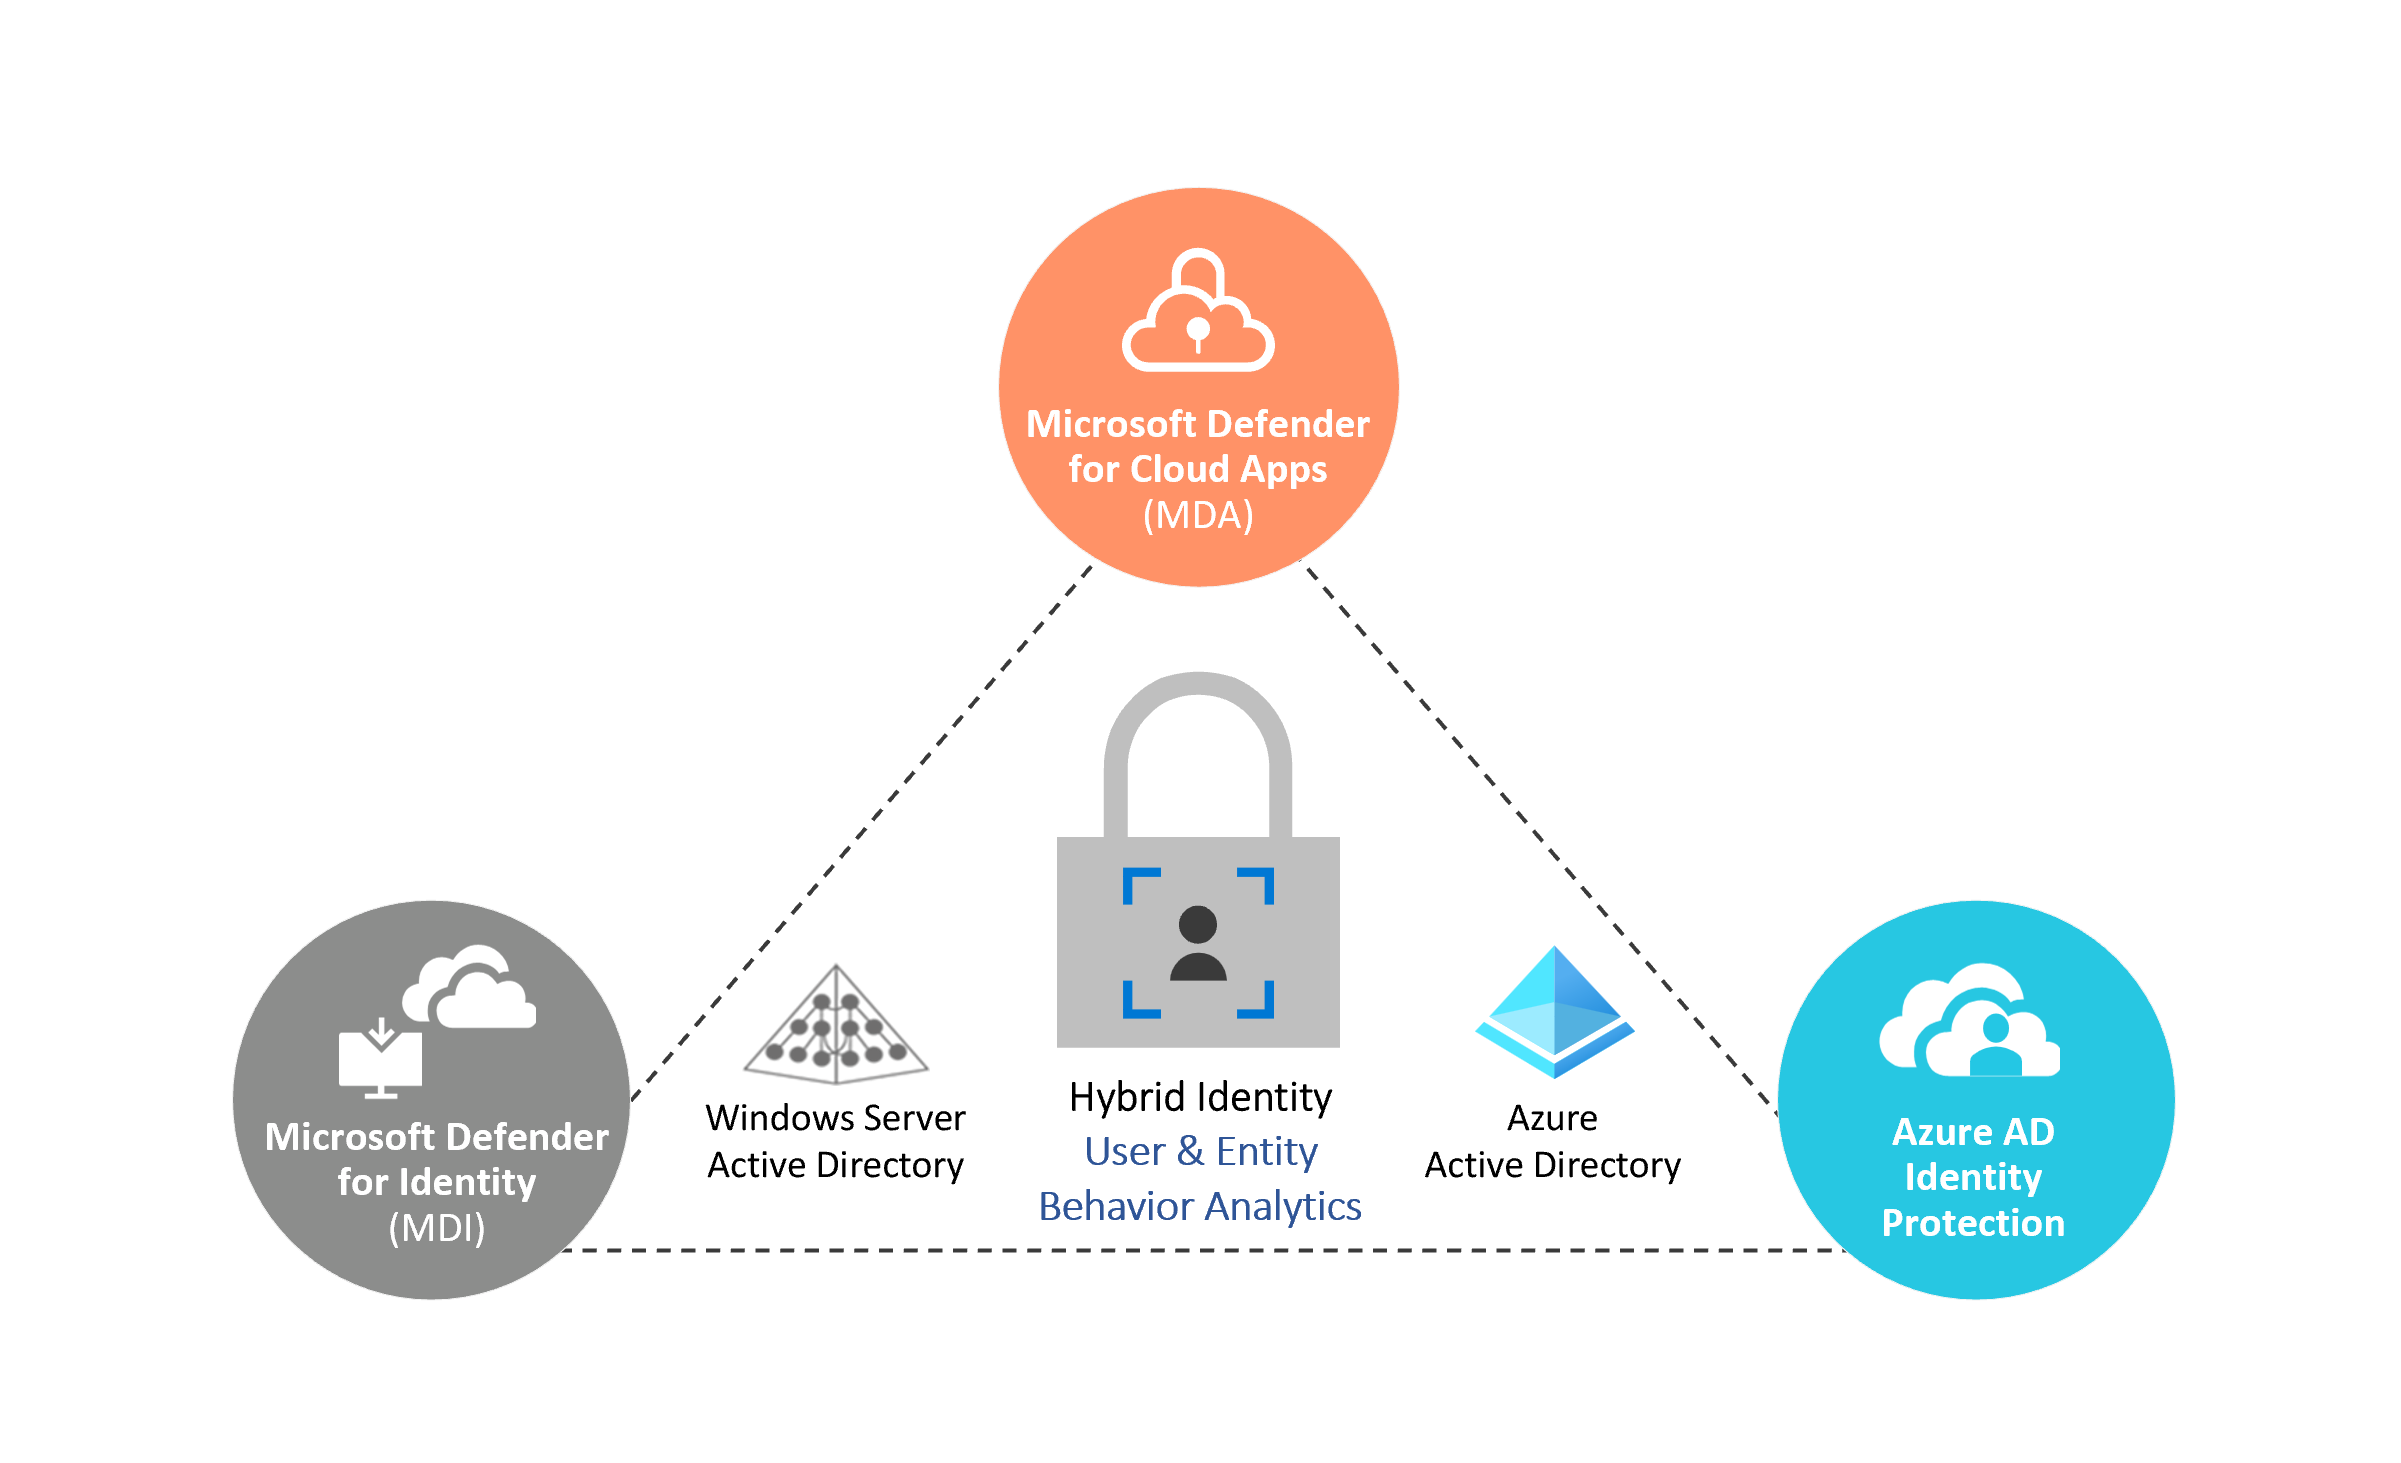 Microsoft Defender
for Cloud Apps
(MDA)
Microsoft Defender
for Identity
(MDI)
Windows Server
Active Directory
Hybrid Identity
User & Entity
Behavior Analytics
Azure
Active Directory
Azure AD
Identity
Protection